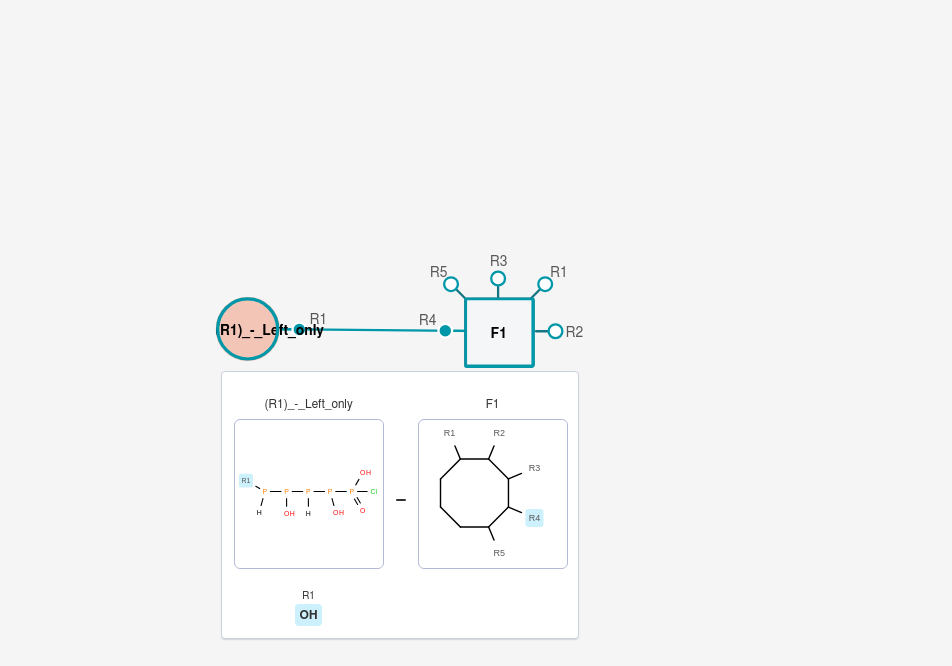 R3
R5
R1
R1
R4
R1)_-_Left_only
F1
R2
(R1)_-_Left_only
F1
R1
R2
R3
R4
R5
R1
P
P
P
P
P
Cl
OH
O
H
OH
H
OH
–
R1
OH